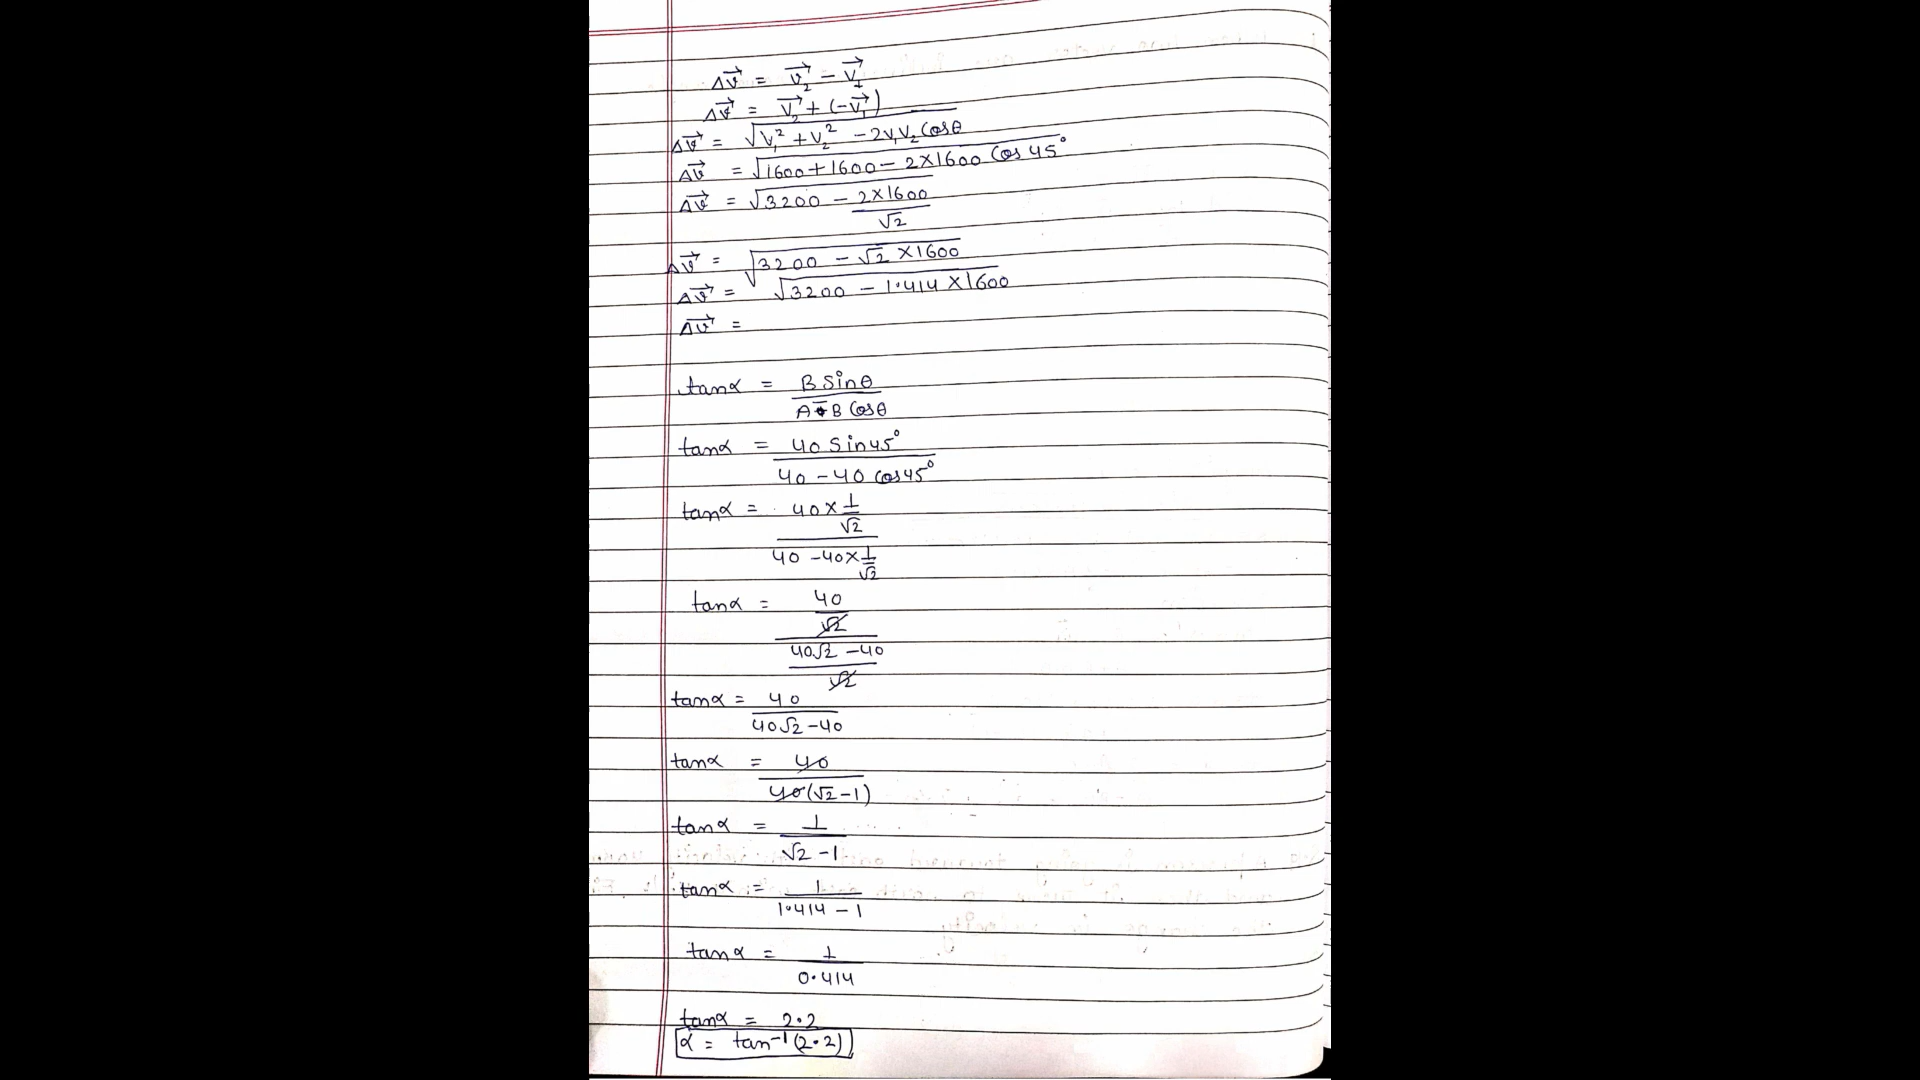 Δv⃗ = v⃗₂ − v⃗₁
Δv⃗ = v⃗₂ + (−v⃗₁)
Δv⃗ = √(v₁² + v₂² − 2v₁v₂ Cosθ)
Δv⃗ = √(1600 + 1600 − 2×1600 Cos 45°)
Δv⃗ = √(3200 − (2×1600)/√2)
Δv⃗ = √(3200 − √2 ×1600)
Δv⃗ = √(3200 − 1.414 ×1600)
Δv⃗ =
tanα = B Sinθ / (A − B Cosθ)
tanα = 40 Sin45° / (40 − 40 Cos45°)
tanα = (40 × 1/√2) / (40 − 40 × 1/√2)
tanα = (40/√2) / ((40√2 − 40)/√2)
tanα = 40 / (40√2 − 40)
tanα = 40 / (40(√2 − 1))
tanα = 1 / (√2 − 1)
tanα = 1 / (1.414 − 1)
tanα = 1 / 0.414
tanα = 2.2
α = tan⁻¹(2.2)